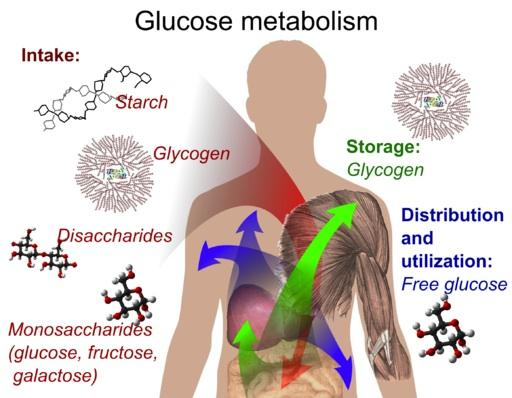 Glucose metabolism
Intake:
Starch
Glycogen
Disaccharides
Monosaccharides
(glucose, fructose,
galactose)
Storage:
Glycogen
Distribution
and
utilization:
Free glucose